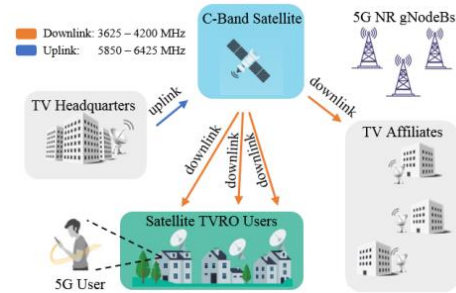 Downlink: 3625 – 4200 MHz
Uplink: 5850 – 6425 MHz
C-Band Satellite
5G NR gNodeBs
TV Headquarters
uplink
downlink
downlink
downlink
downlink
TV Affiliates
Satellite TVRO Users
5G User